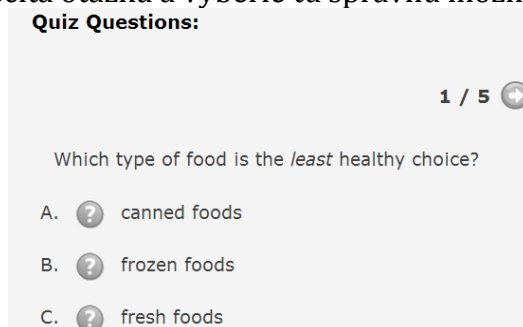 Quiz Questions:
1 / 5
Which type of food is the least healthy choice?
A. ? canned foods
B. ? frozen foods
C. ? fresh foods